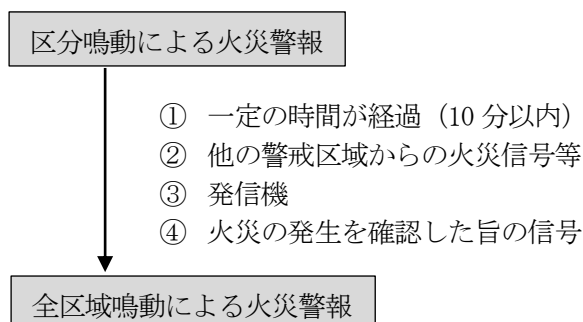 区分鳴動による火災警報
① 一定の時間が経過（10 分以内）
② 他の警戒区域からの火災信号等
③ 発信機
④ 火災の発生を確認した旨の信号
全区域鳴動による火災警報